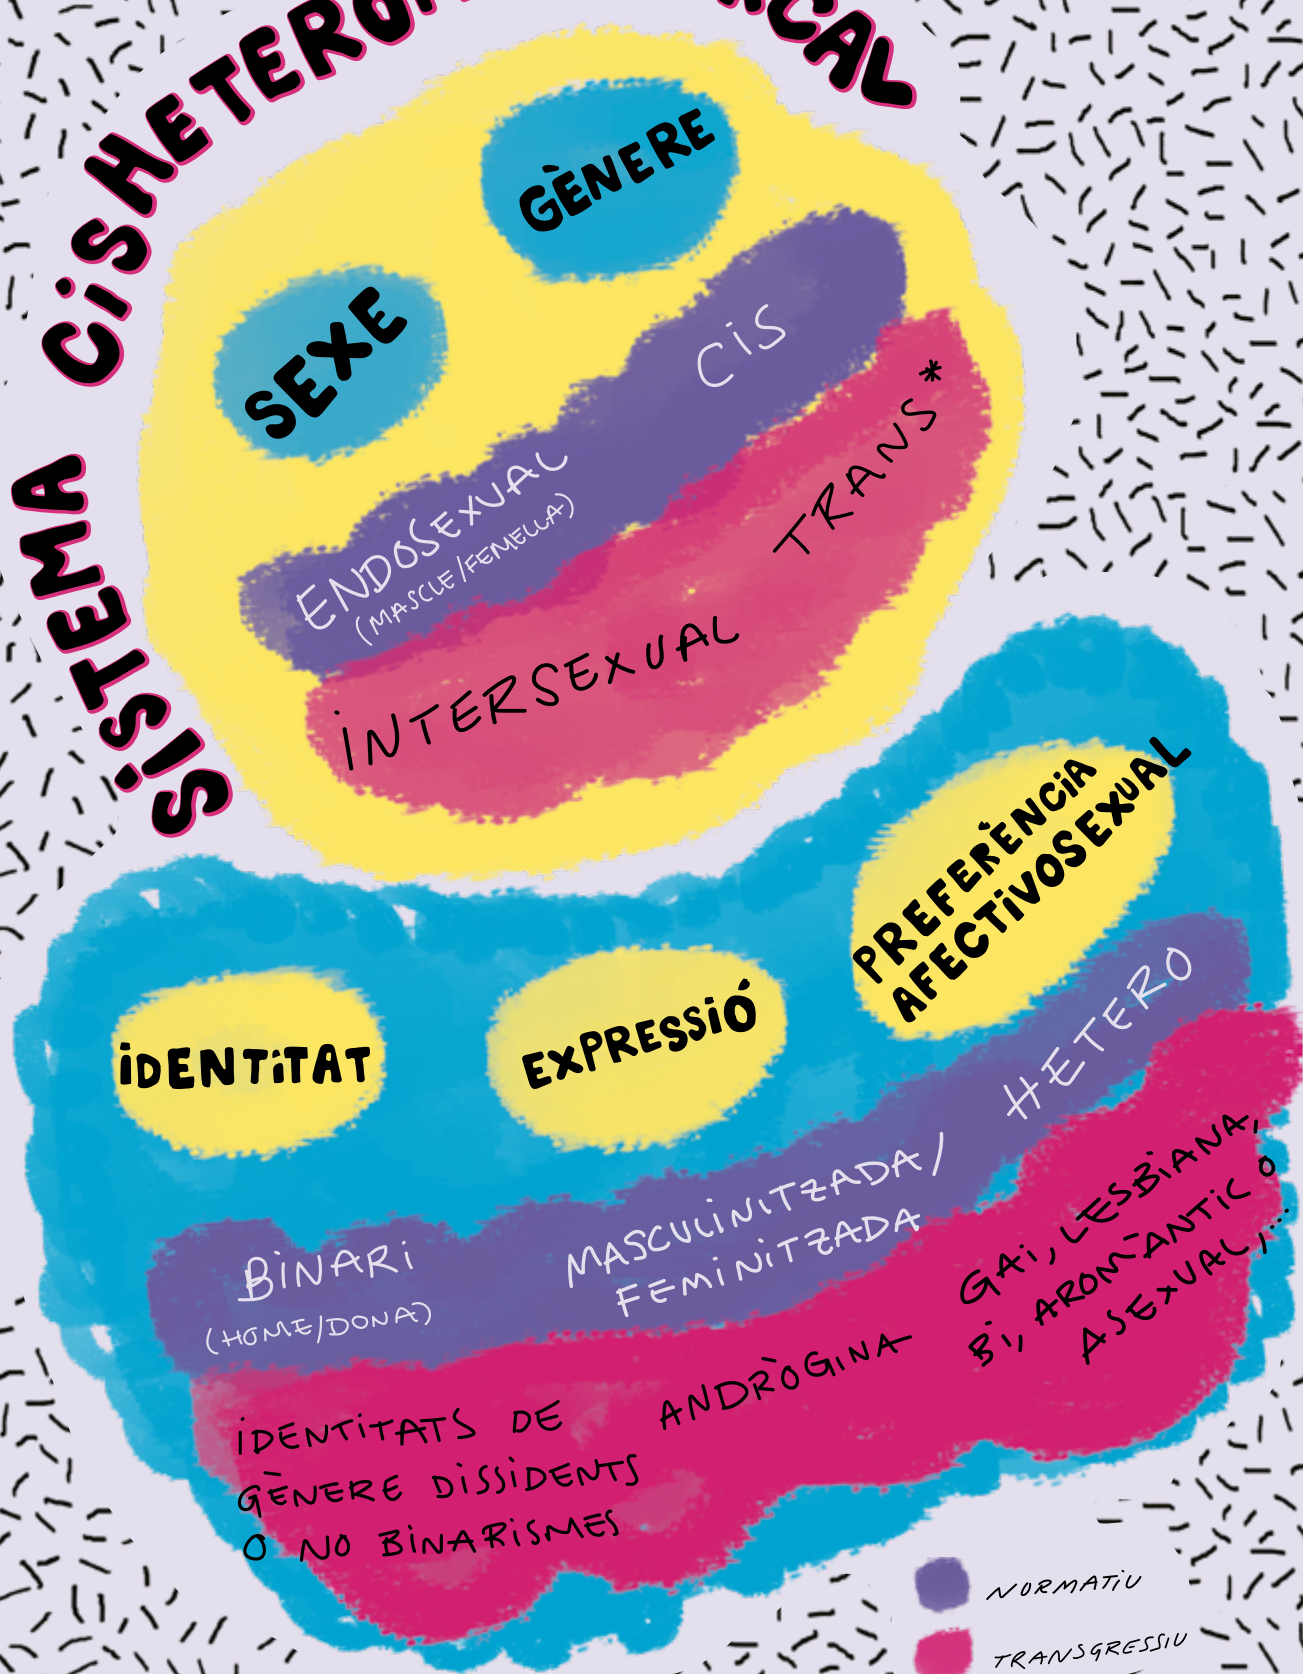 SISTEMA
GÈNERE
SEXE
CIS
ENDOSEXUAL
(MASCLE/FEMELLA)
TRANS*
INTERSEXUAL
PREFERÈNCIA
AFECTIVOSEXUAL
IDENTITAT
EXPRESSIÓ
HETERO
BINARI
(HOME/DONA)
MASCULINITZADA/
FEMINITZADA
GAI, LESBIANA,
BI, AROMÀNTIC O
ASEXUAL,...
ANDRÒGINA
IDENTITATS DE
GÈNERE DISSIDENTS
O NO BINARISMES
NORMATIU
TRANSGRESSIU